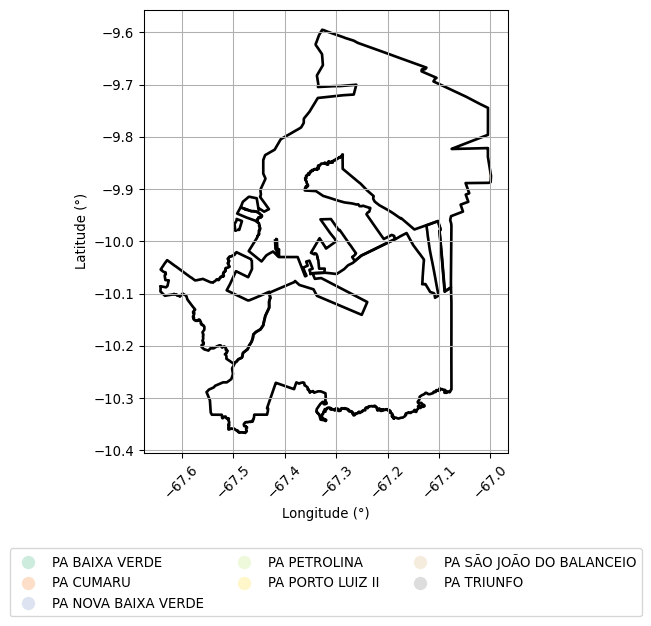 −9.6
−9.7
−9.8
−9.9
−10.0
−10.1
−10.2
−10.3
−10.4
Latitude (°)
−67.6
−67.5
−67.4
−67.3
−67.2
−67.1
−67.0
Longitude (°)
PA BAIXA VERDE
PA CUMARU
PA NOVA BAIXA VERDE
PA PETROLINA
PA PORTO LUIZ II
PA SÃO JOÃO DO BALANCEIO
PA TRIUNFO